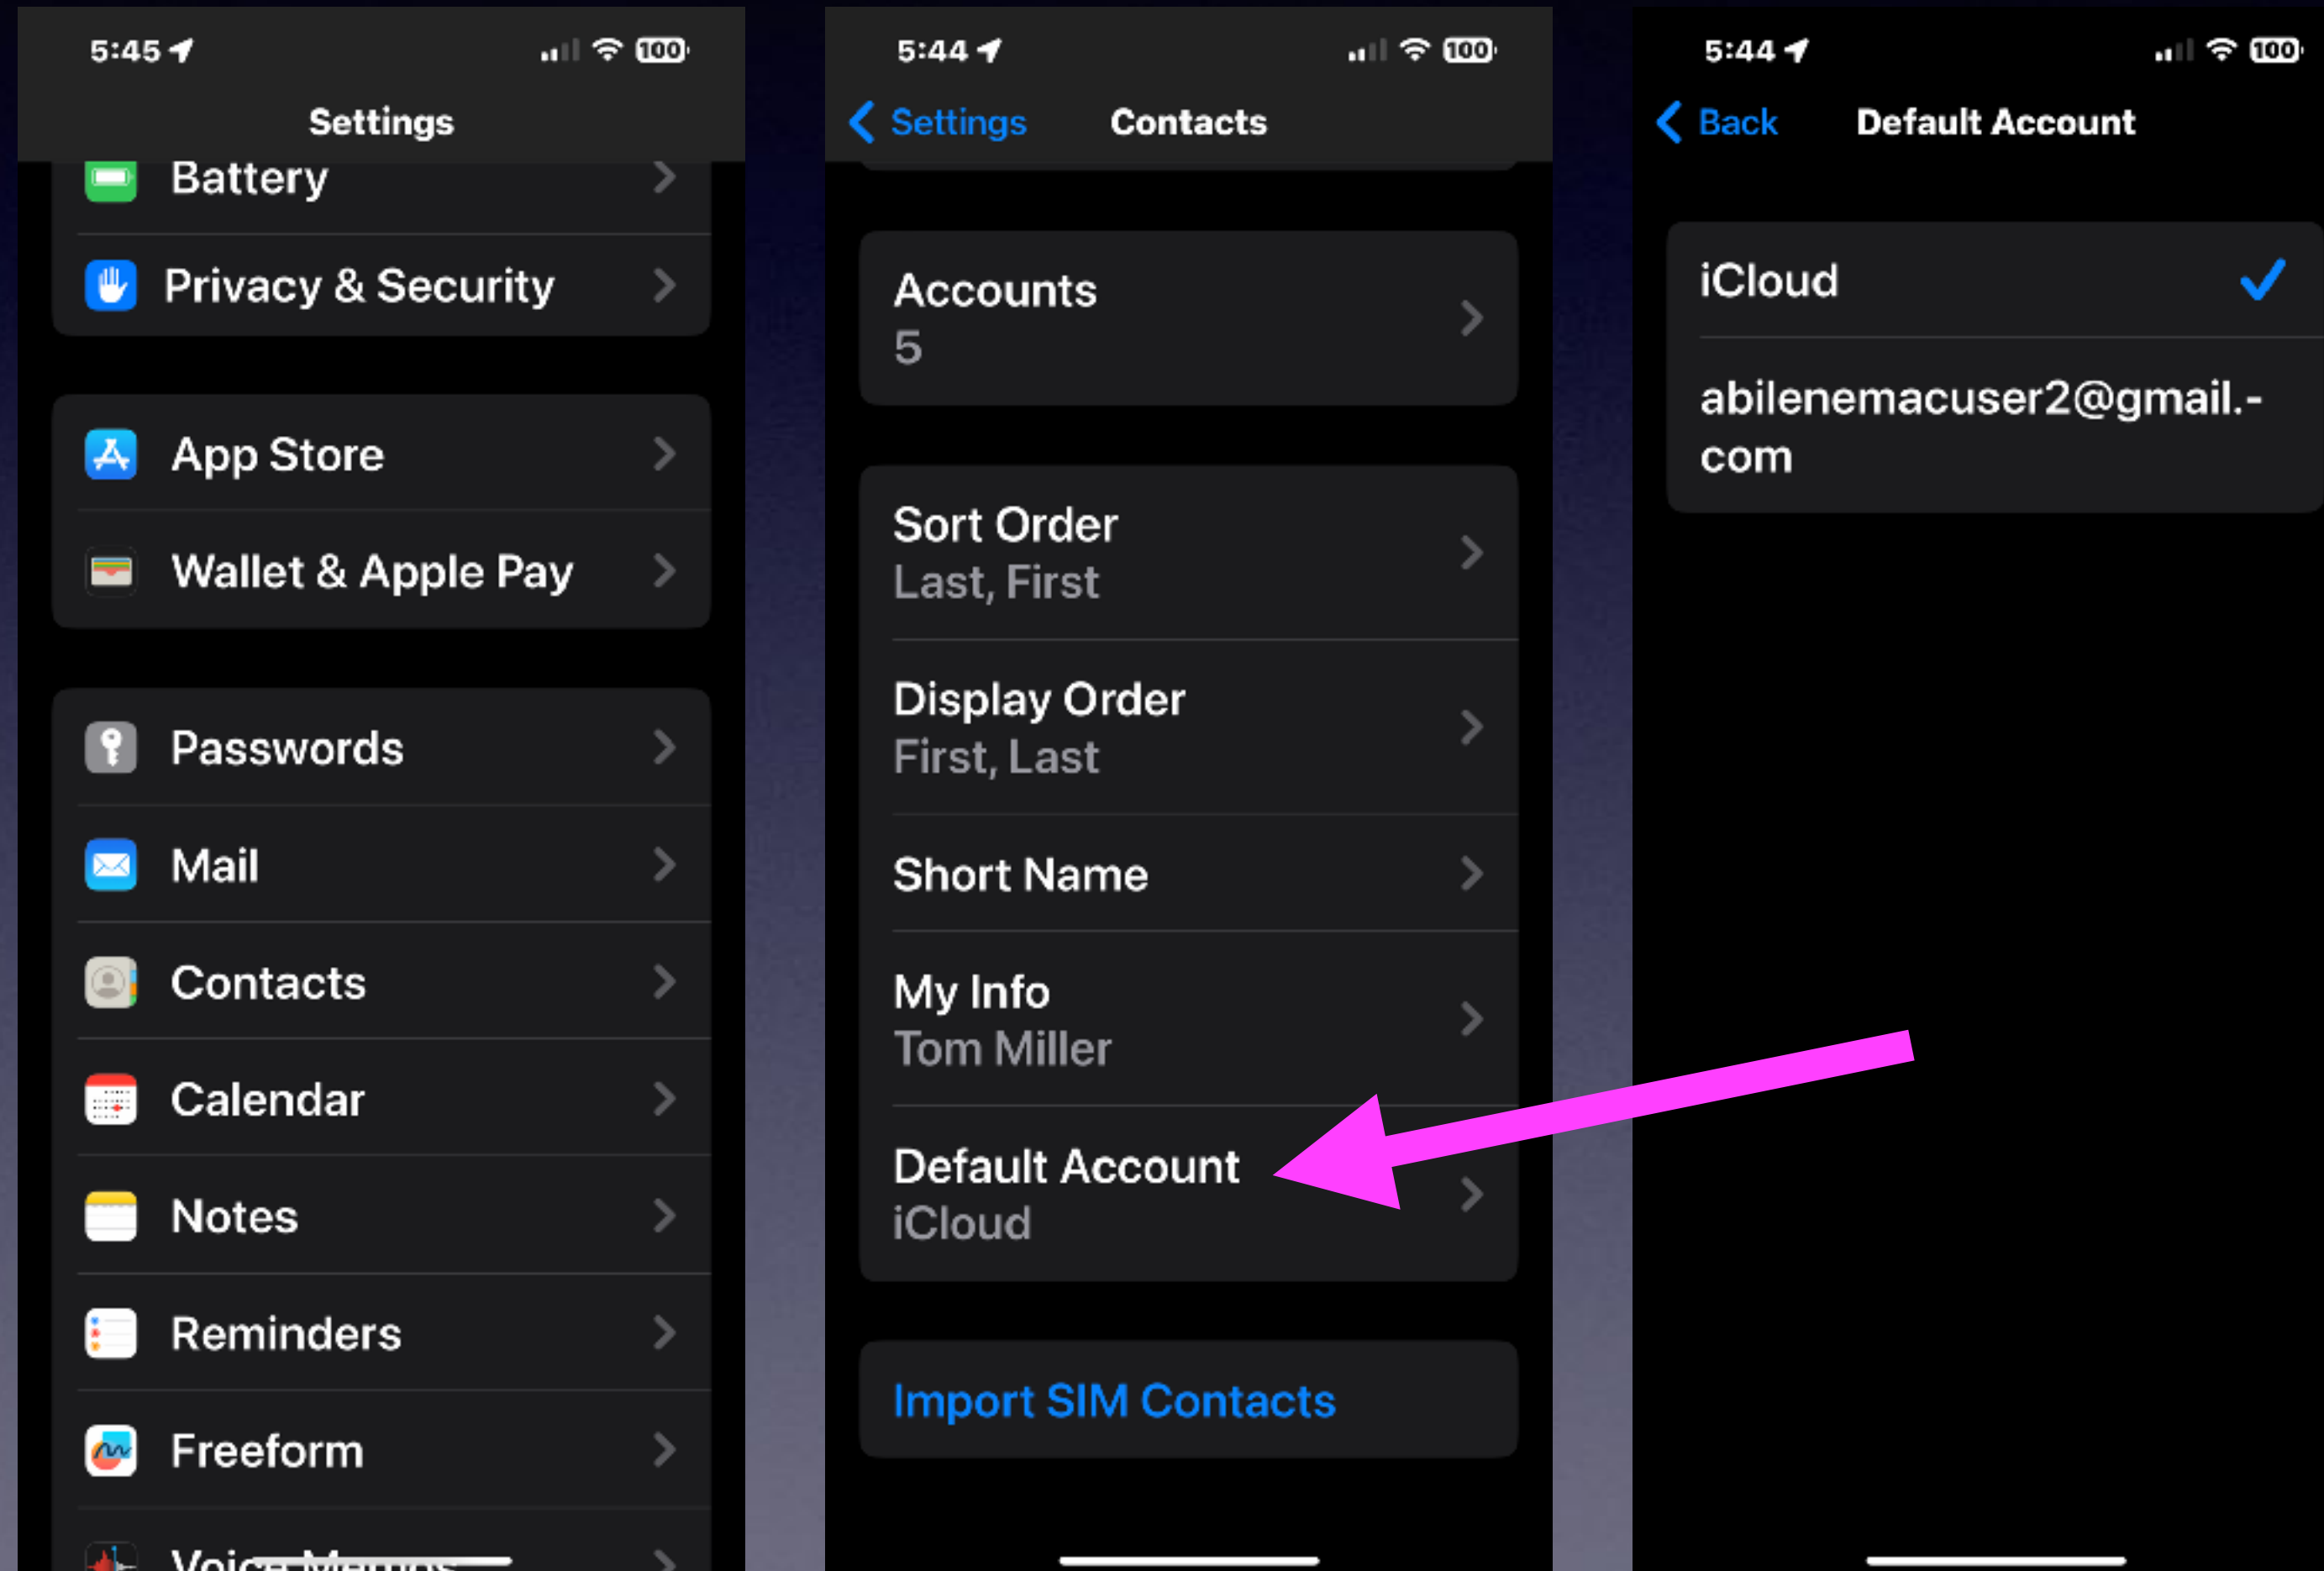 5:45
100
Settings
Battery
Privacy & Security
App Store
Wallet & Apple Pay
Passwords
Mail
Contacts
Calendar
Notes
Reminders
Freeform
Voice Memos
5:44
100
Settings
Contacts
Accounts
5
Sort Order
Last, First
Display Order
First, Last
Short Name
My Info
Tom Miller
Default Account
iCloud
Import SIM Contacts
5:44
100
Back
Default Account
iCloud
abilenemacuser2@gmail.-
com